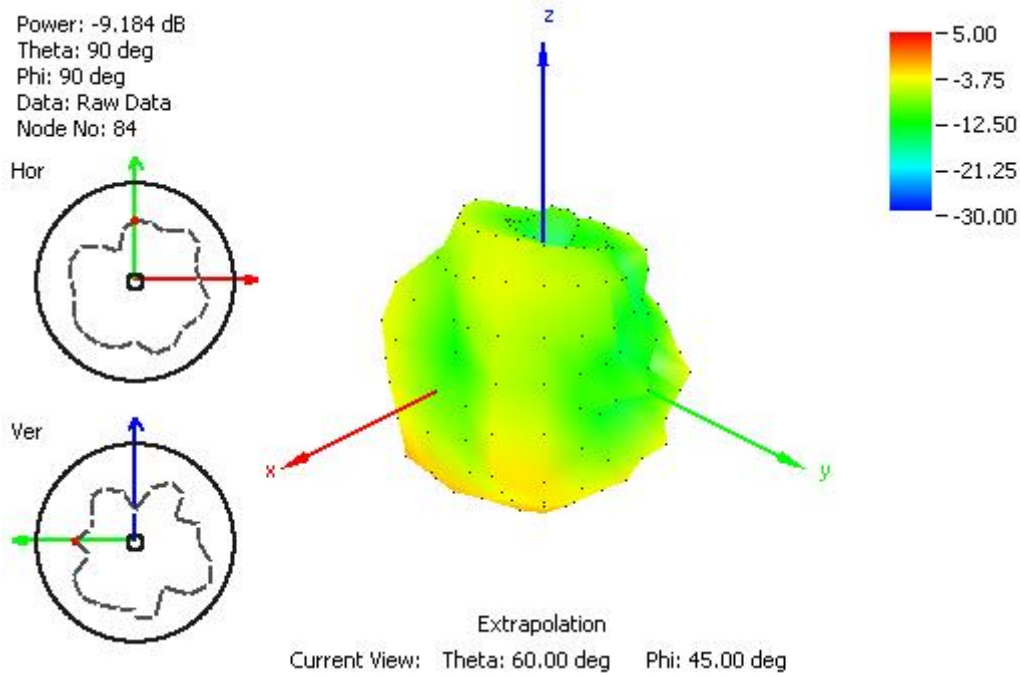 Power: -9.184 dB
Theta: 90 deg
Phi: 90 deg
Data: Raw Data
Node No: 84
Hor
Ver
z
x
y
5.00
-3.75
-12.50
-21.25
-30.00
Extrapolation
Current View: Theta: 60.00 deg Phi: 45.00 deg